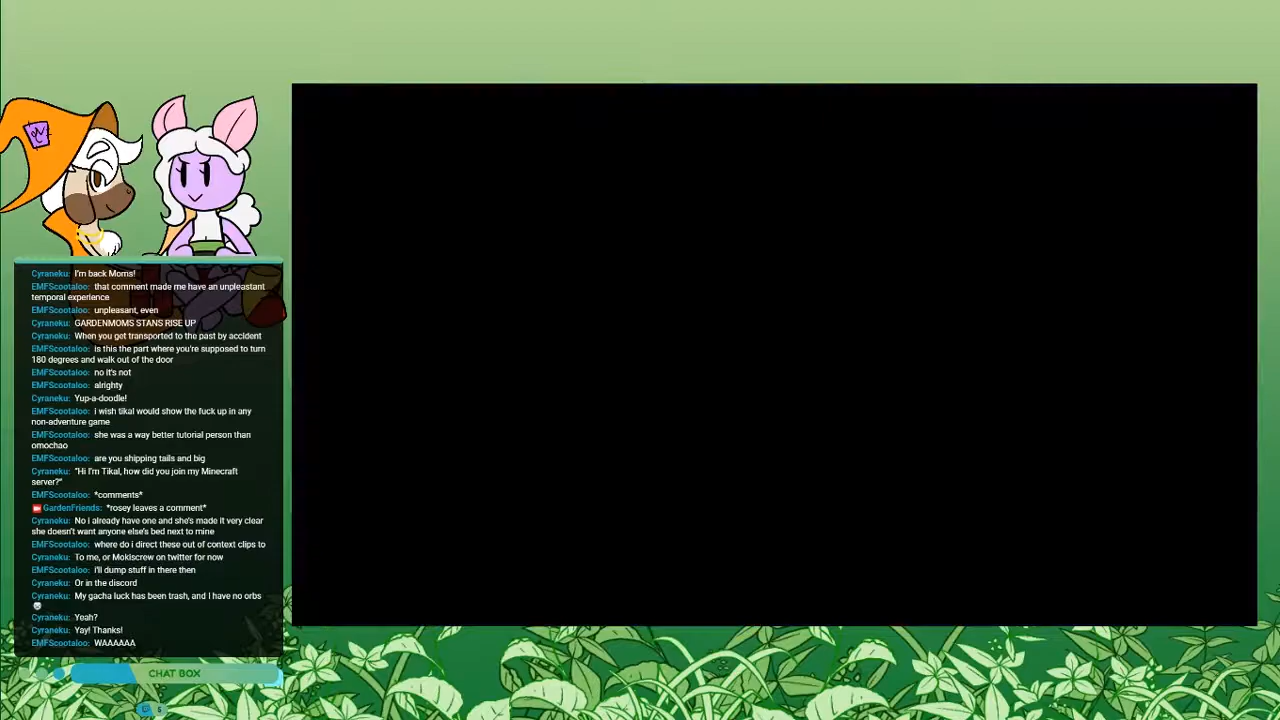 Cyraneku: I'm back Moms!
EMFScootaloo: that comment made me have an unpleastant
temporal experience
EMFScootaloo: unpleasant, even
Cyraneku: GARDENMOMS STANS RISE UP
Cyraneku: When you get transported to the past by accident
EMFScootaloo: is this the part where you're supposed to turn
180 degrees and walk out of the door
EMFScootaloo: no it's not
EMFScootaloo: alrighty
Cyraneku: Yup-a-doodle!
EMFScootaloo: i wish tikal would show the fuck up in any
non-adventure game
EMFScootaloo: she was a way better tutorial person than
omochao
EMFScootaloo: are you shipping tails and big
Cyraneku: "Hi I'm Tikal, how did you join my Minecraft
server?"
EMFScootaloo: *comments*
GardenFriends: *rosey leaves a comment*
Cyraneku: No i already have one and she's made it very clear
she doesn't want anyone else's bed next to mine
EMFScootaloo: where do i direct these out of context clips to
Cyraneku: To me, or Mokiscrew on twitter for now
EMFScootaloo: i'll dump stuff in there then
Cyraneku: Or in the discord
Cyraneku: My gacha luck has been trash, and I have no orbs
Cyraneku: Yeah?
Cyraneku: Yay! Thanks!
EMFScootaloo: WAAAAAA
CHAT BOX